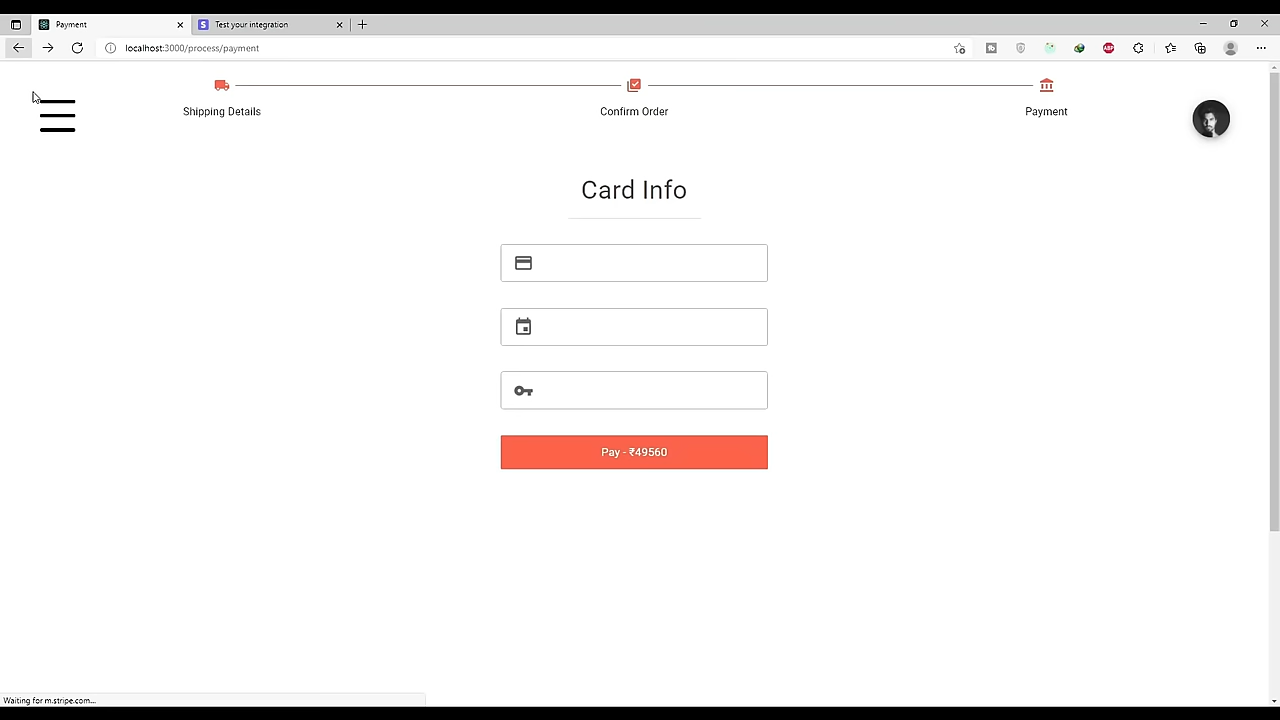 Payment
Test your integration
localhost:3000/process/payment
ABP
Shipping Details
Confirm Order
Payment
Card Info
Pay - ₹49560
Waiting for m.stripe.com...